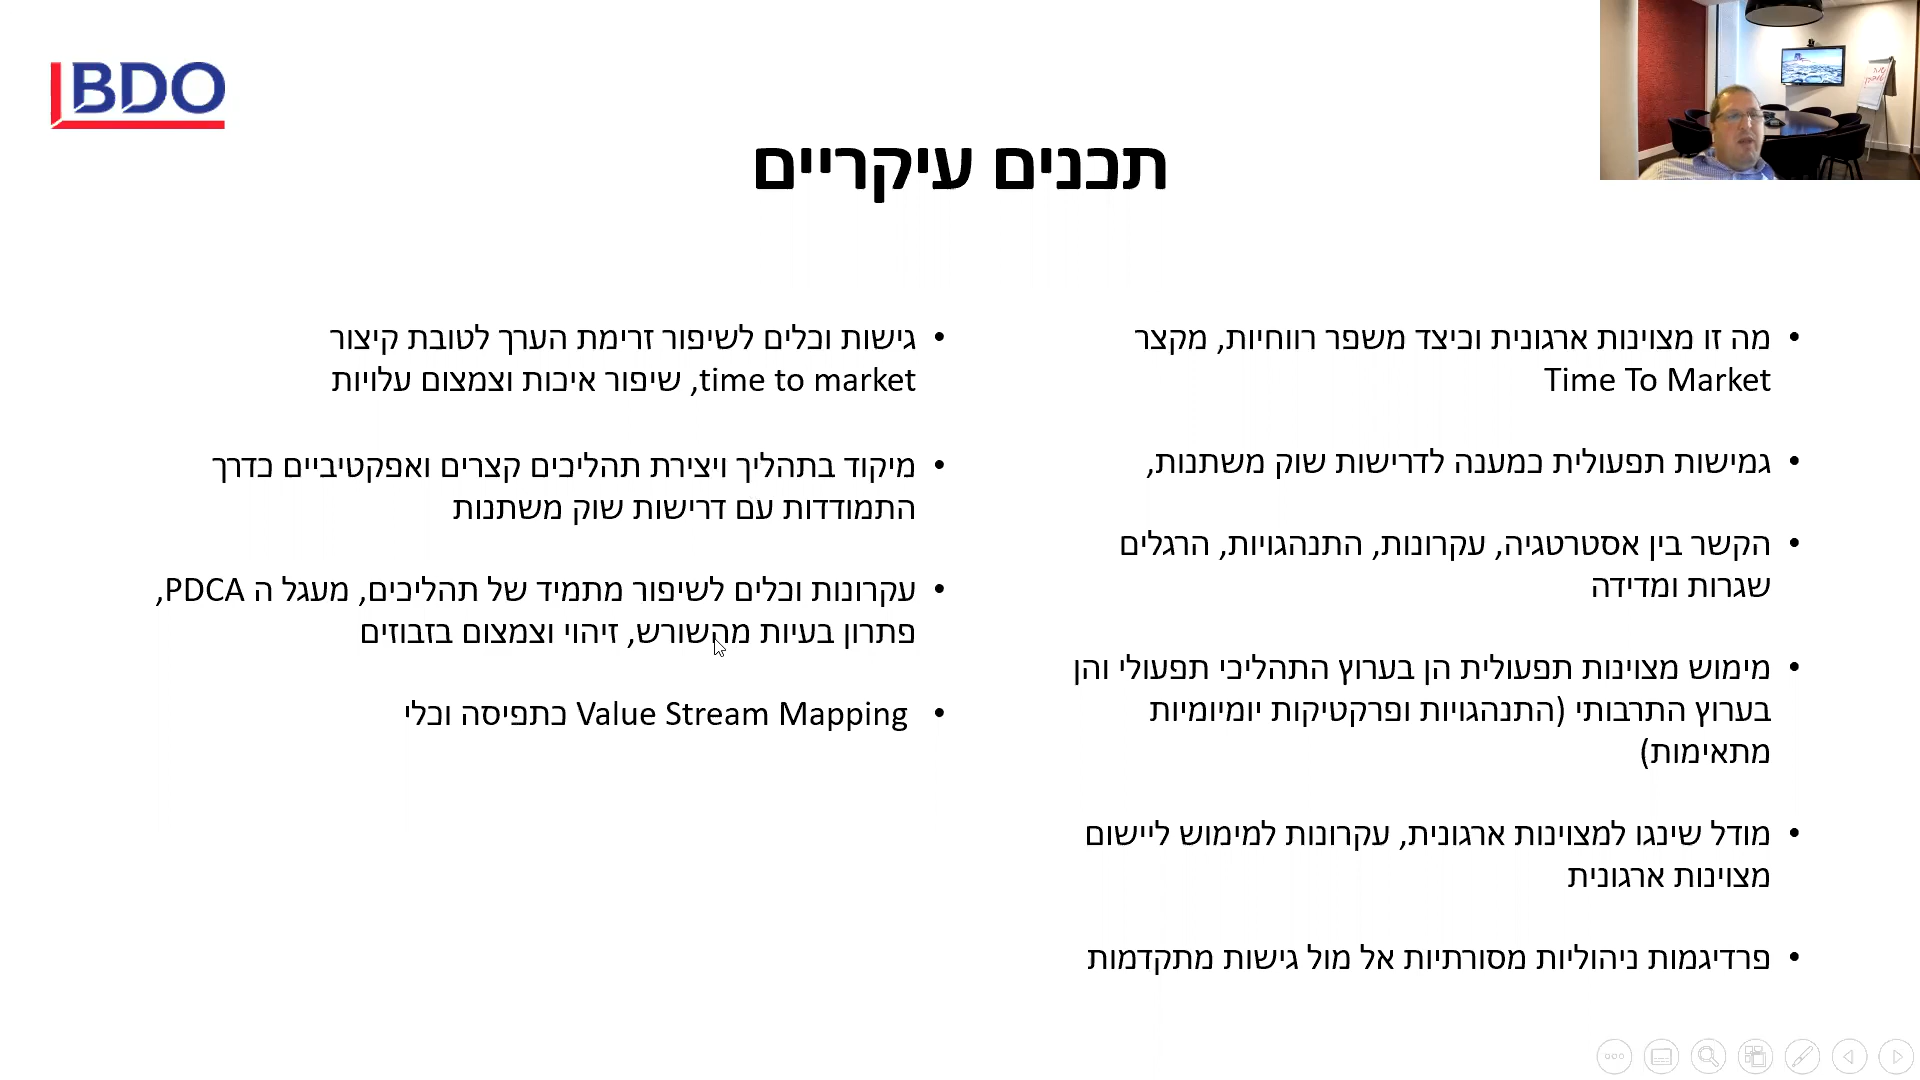 BDO
תכנים עיקריים
• מה זו מצוינות ארגונית וכיצד משפר רווחיות, מקצר
Time To Market
• גמישות תפעולית כמענה לדרישות שוק משתנות,
• הקשר בין אסטרטגיה, עקרונות, התנהגויות, הרגלים
שגרות ומדידה
• מימוש מצוינות תפעולית הן בערוץ התהליכי תפעולי והן
בערוץ התרבותי (התנהגויות ופרקטיקות יומיומיות
מתאימות)
• מודל שינגו למצוינות ארגונית, עקרונות למימוש ליישום
מצוינות ארגונית
• פרדיגמות ניהוליות מסורתיות אל מול גישות מתקדמות
• גישות וכלים לשיפור זרימת הערך לטובת קיצור
time to market, שיפור איכות וצמצום עלויות
• מיקוד בתהליך ויצירת תהליכים קצרים ואפקטיביים כדרך
התמודדות עם דרישות שוק משתנות
• עקרונות וכלים לשיפור מתמיד של תהליכים, מעגל ה PDCA,
פתרון בעיות מהשורש, זיהוי וצמצום בזבוזים
• Value Stream Mapping כתפיסה וכלי